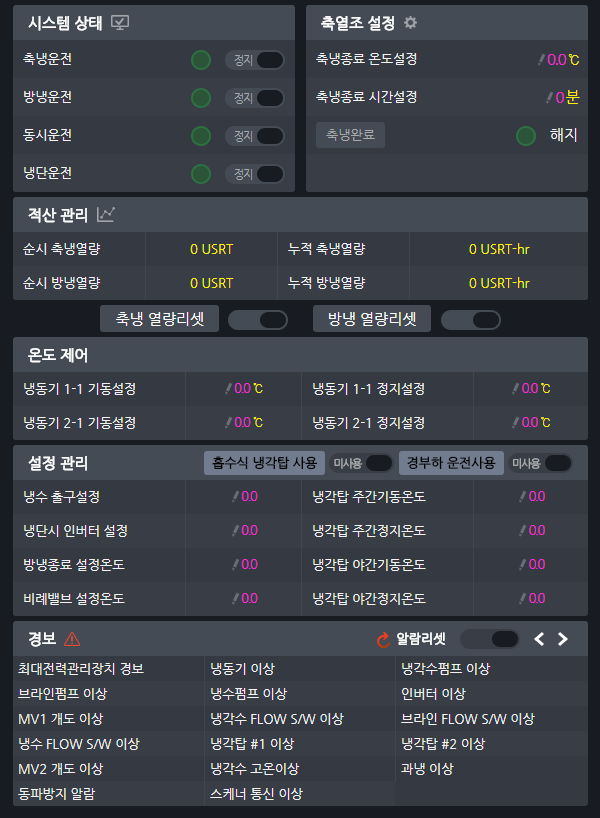 시스템 상태
축냉운전 정지
방냉운전 정지
동시운전 정지
냉단운전 정지
축열조 설정
축냉종료 온도설정 0.0 ℃
축냉종료 시간설정 0 분
축냉완료 해지
적산 관리
순시 축냉열량 0 USRT 누적 축냉열량 0 USRT-hr
순시 방냉열량 0 USRT 누적 방냉열량 0 USRT-hr
축냉 열량리셋 방냉 열량리셋
온도 제어
냉동기 1-1 기동설정 0.0 ℃ 냉동기 1-1 정지설정 0.0 ℃
냉동기 2-1 기동설정 0.0 ℃ 냉동기 2-1 정지설정 0.0 ℃
설정 관리 흡수식 냉각탑 사용 미사용 경부하 운전사용 미사용
냉수 출구설정 0.0 냉각탑 주간기동온도 0.0
냉단시 인버터 설정 0.0 냉각탑 주간정지온도 0.0
방냉종료 설정온도 0.0 냉각탑 야간기동온도 0.0
비례밸브 설정온도 0.0 냉각탑 야간정지온도 0.0
경보 알람리셋
최대전력관리장치 경보 냉동기 이상 냉각수펌프 이상
브라인펌프 이상 냉수펌프 이상 인버터 이상
MV1 개도 이상 냉각수 FLOW S/W 이상 브라인 FLOW S/W 이상
냉수 FLOW S/W 이상 냉각탑 #1 이상 냉각탑 #2 이상
MV2 개도 이상 냉각수 고온이상 과냉 이상
동파방지 알람 스케너 통신 이상